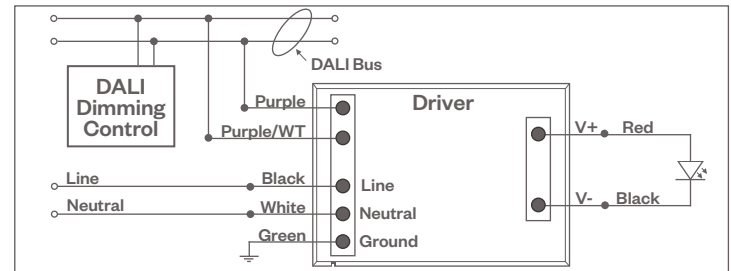 DALI Bus
DALI
Dimming
Control
Driver
Purple
Purple/WT
V+ Red
Line Black Line
Neutral White Neutral
V- Black
Green Ground